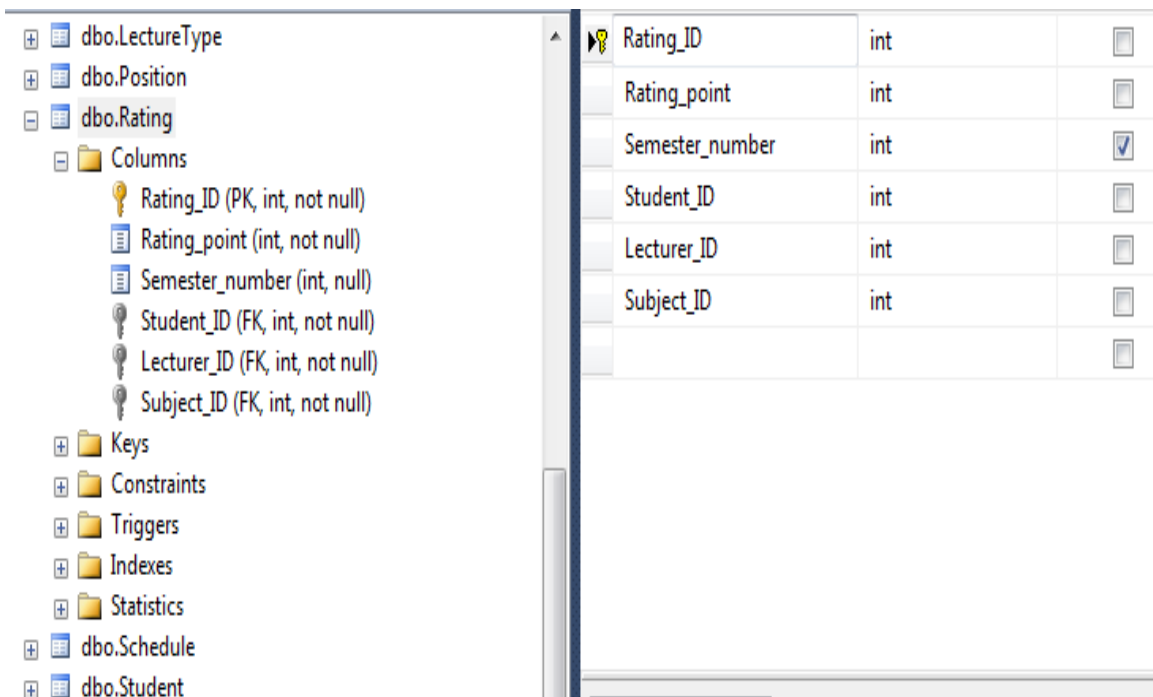 dbo.LectureType
dbo.Position
dbo.Rating
Columns
Rating_ID (PK, int, not null)
Rating_point (int, not null)
Semester_number (int, null)
Student_ID (FK, int, not null)
Lecturer_ID (FK, int, not null)
Subject_ID (FK, int, not null)
Keys
Constraints
Triggers
Indexes
Statistics
dbo.Schedule
dbo.Student
Rating_ID int
Rating_point int
Semester_number int
Student_ID int
Lecturer_ID int
Subject_ID int